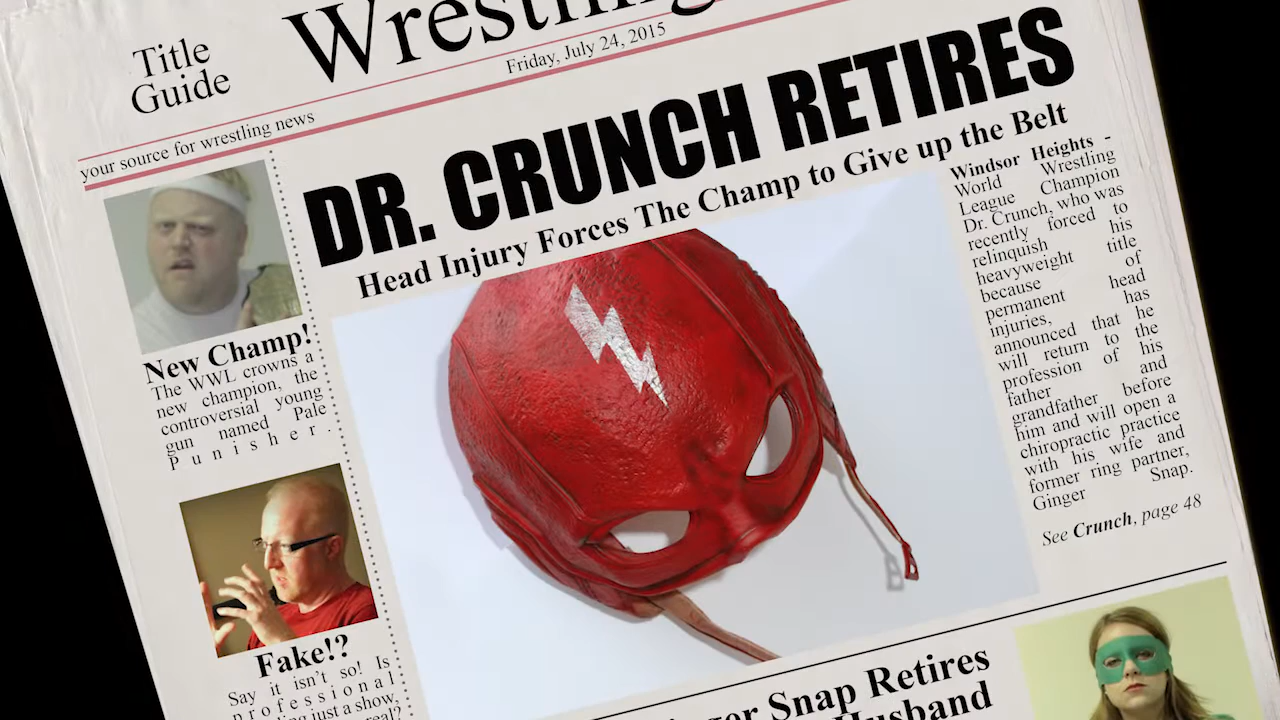 Title
Guide
Wrestling
Friday, July 24, 2015
your source for wrestling news
DR. CRUNCH RETIRES
Head Injury Forces The Champ to Give up the Belt
New Champ!
The WWL crowns a
new champion, the
controversial young
gun named Pale
Punisher.
Fake!?
Say it isn't so! Is
professional
just a show,
real?
Windsor Heights -
World Wrestling
League Champion
Dr. Crunch, who was
recently forced to
relinquish his
heavyweight title
because of
permanent head
injuries, has
announced that he
will return to the
profession of his
father and
grandfather before
him and will open a
chiropractic practice
with his wife and
former ring partner,
Ginger Snap.
See Crunch, page 48
Snap Retires
Husband